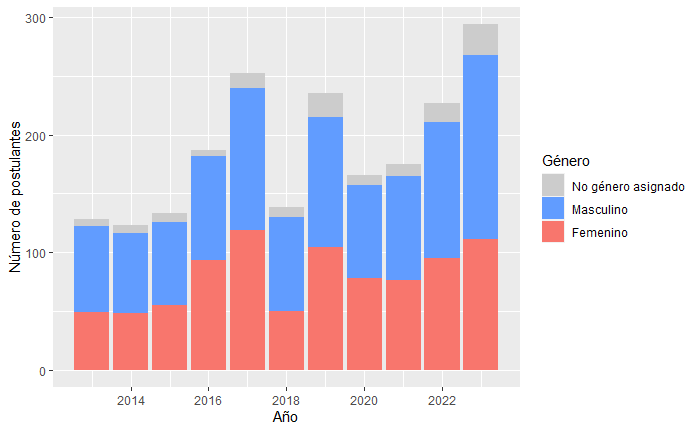 300
200
100
0
Número de postulantes
2014 2016 2018 2020 2022
Año
Género
No género asignado
Masculino
Femenino